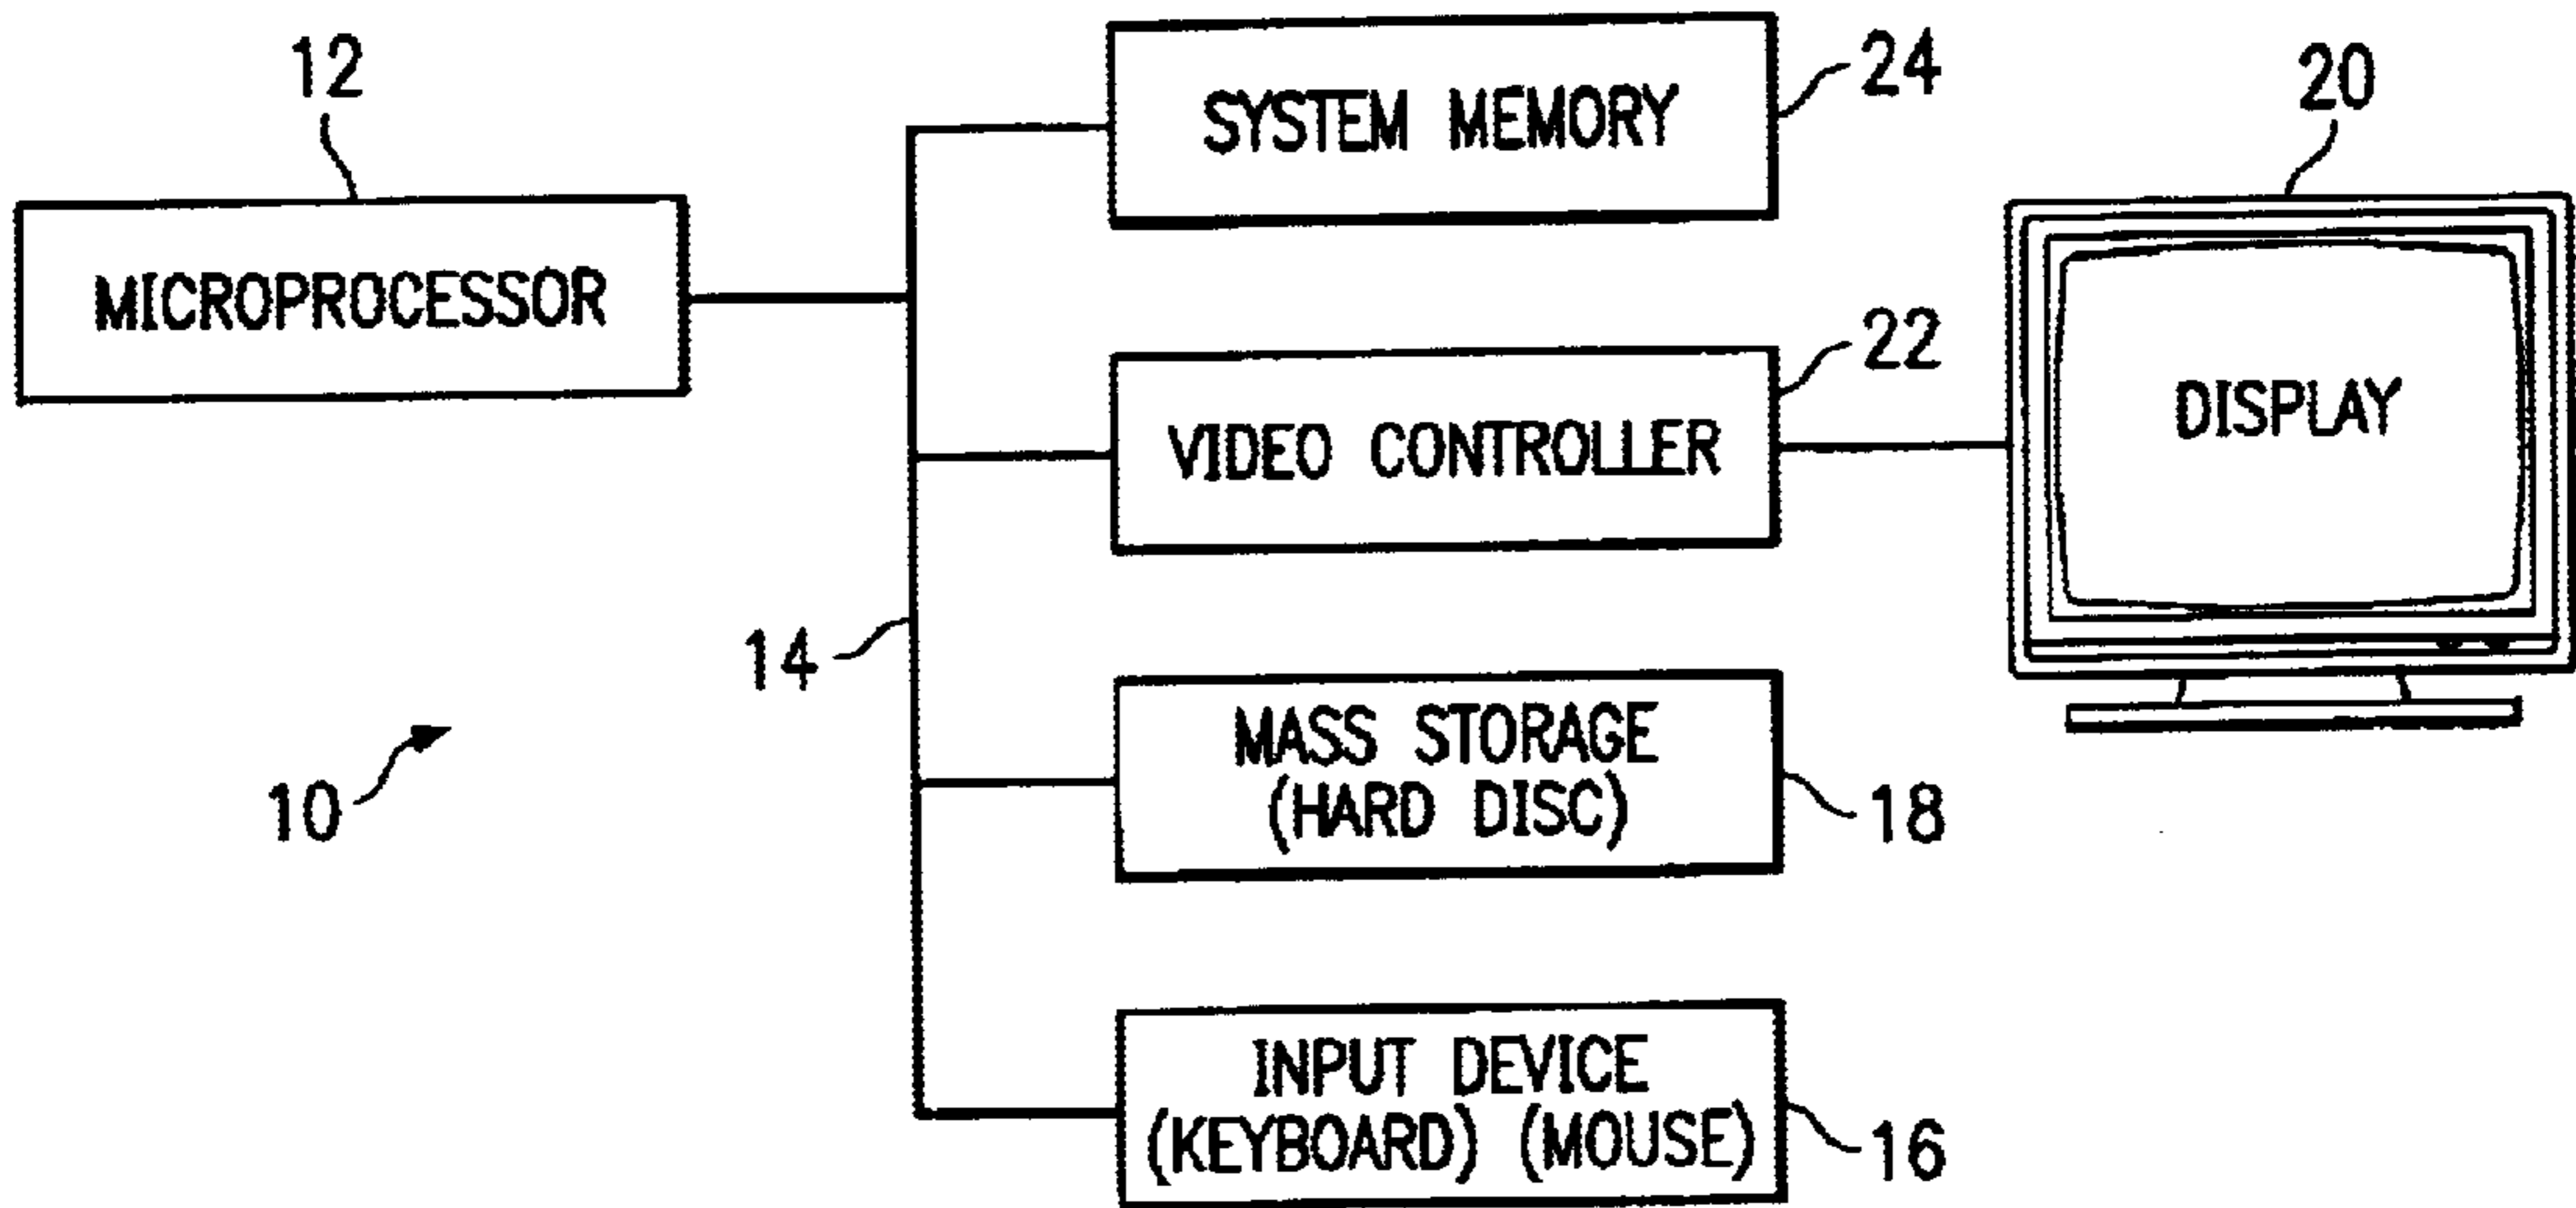 12
MICROPROCESSOR
SYSTEM MEMORY
24
20
DISPLAY
22
VIDEO CONTROLLER
14
10
MASS STORAGE
(HARD DISC)
18
INPUT DEVICE
(KEYBOARD) (MOUSE)
16